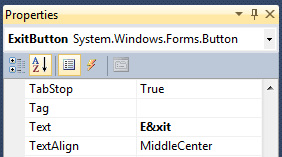 Properties
ExitButton System.Windows.Forms.Button
TabStop True
Tag
Text E&xit
TextAlign MiddleCenter